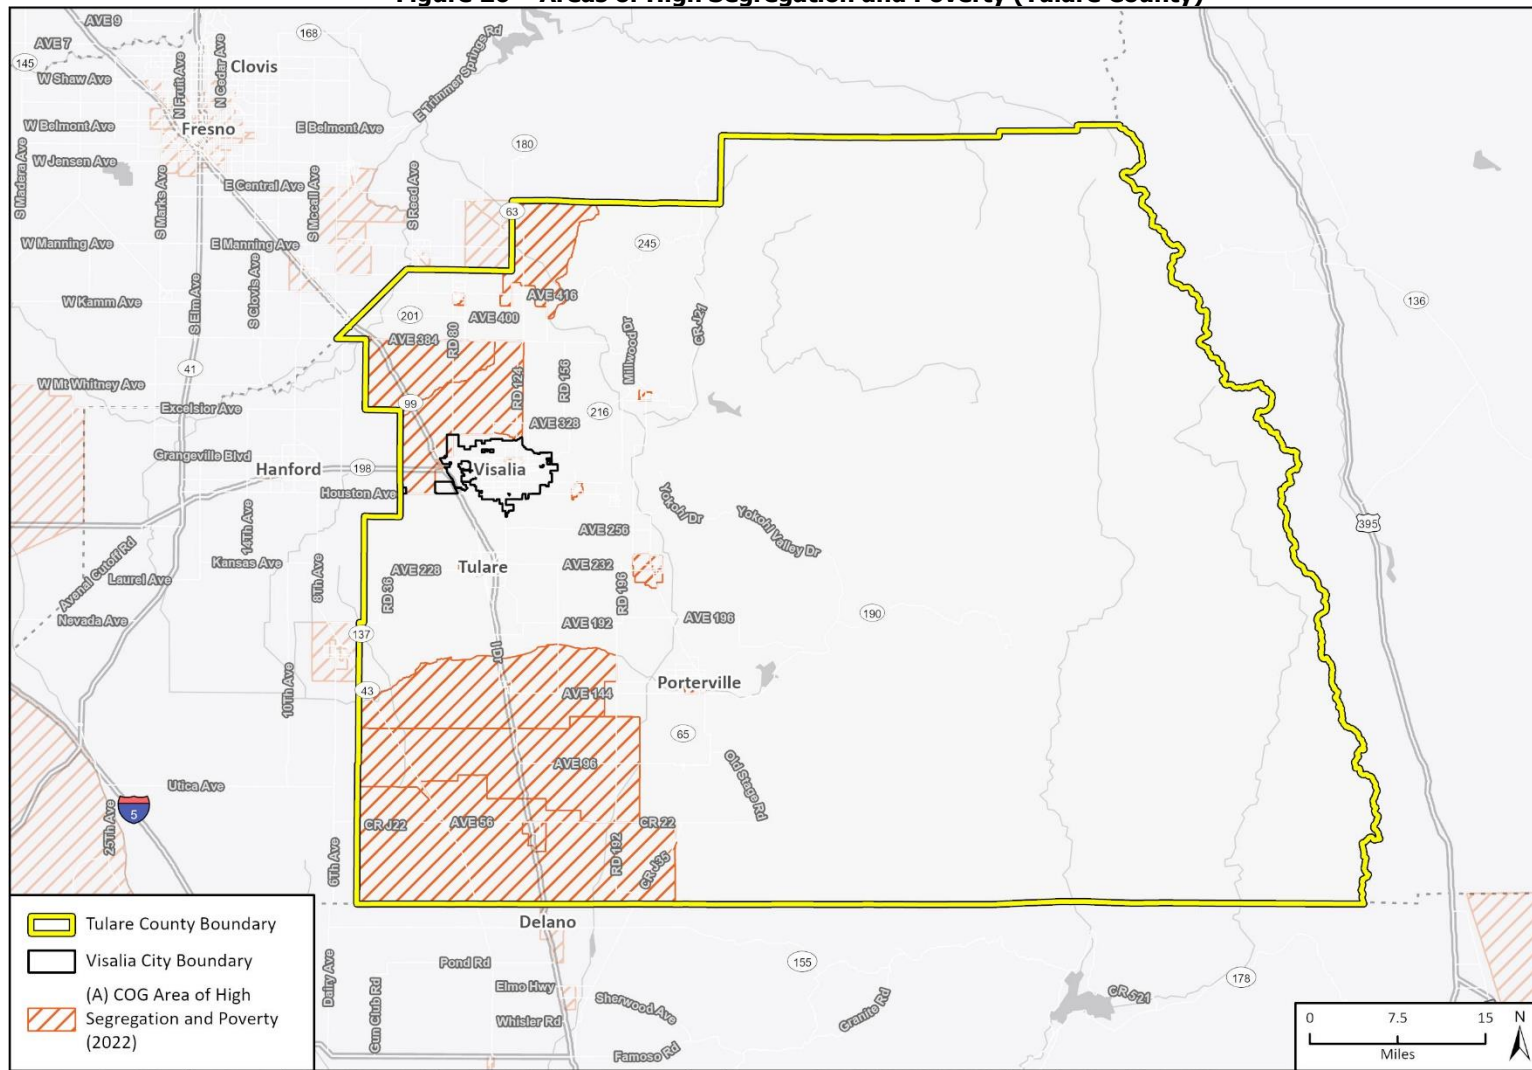 AVE 9
AVE 7
168
145
W Shaw Ave
N Fruit Ave
N Cedar Ave
Clovis
E Trimmer Springs Rd
W Belmont Ave
Fresno
E Belmont Ave
180
W Jensen Ave
S Madera Ave
S Marks Ave
E Central Ave
S Mccall Ave
S Reed Ave
63
W Manning Ave
E Manning Ave
245
S Clovis Ave
S Elm Ave
W Kamm Ave
AVE 416
136
201
AVE 400
AVE 384
RD 80
Millwood Dr
CR J21
41
W Mt Whitney Ave
Excelsior Ave
99
RD 124
RD 156
216
AVE 328
Grangeville Blvd
Hanford
198
Visalia
Houston Ave
14Th Ave
Yokohl Dr
Yokohl Valley Dr
AVE 256
395
Avenal Cutoff Rd
Kansas Ave
Laurel Ave
8Th Ave
AVE 228
RD 36
Tulare
AVE 232
RD 196
190
Nevada Ave
137
AVE 192
AVE 196
10Th Ave
43
AVE 144
Porterville
65
AVE 96
Old Stage Rd
Utica Ave
5
25Th Ave
6Th Ave
CR J22
AVE 56
CR 22
RD 192
CR J35
Delano
Tulare County Boundary
Visalia City Boundary
(A) COG Area of High
Segregation and Poverty
(2022)
Dairy Ave
Gun Club Rd
Pond Rd
Elmo Hwy
Whisler Rd
Sherwood Ave
Famoso Rd
155
Granite Rd
CR 521
178
0 7.5 15
Miles
N